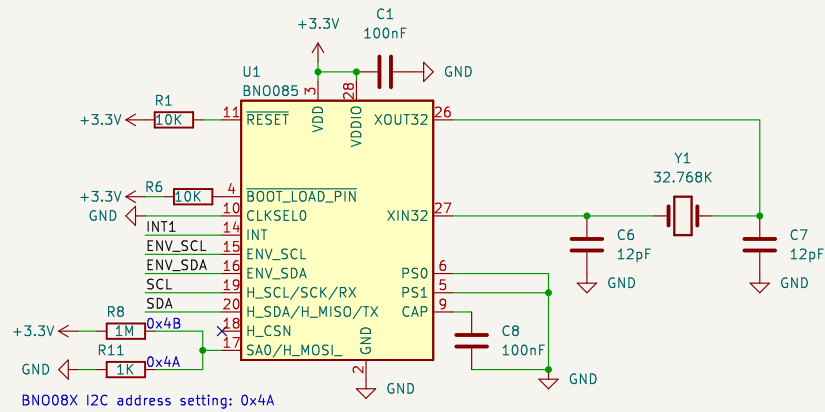 C1
+3.3V
100nF
GND
U1
BNO085
3
28
VDD
VDDIO
R1
+3.3V
10K
11
RESET
XOUT32
26
Y1
32.768K
R6
+3.3V
10K
4
BOOT_LOAD_PIN
GND
10
CLKSEL0
XIN32
27
INT1
14
INT
C6
12pF
C7
12pF
ENV_SCL
15
ENV_SCL
ENV_SDA
16
ENV_SDA
PS0
6
GND
GND
SCL
19
H_SCL/SCK/RX
PS1
5
SDA
20
H_SDA/H_MISO/TX
CAP
9
R8
+3.3V
1M
0x4B
18
H_CSN
C8
100nF
17
SA0/H_MOSI_
GND
R11
GND
1K
0x4A
2
GND
GND
BNO08X I2C address setting: 0x4A